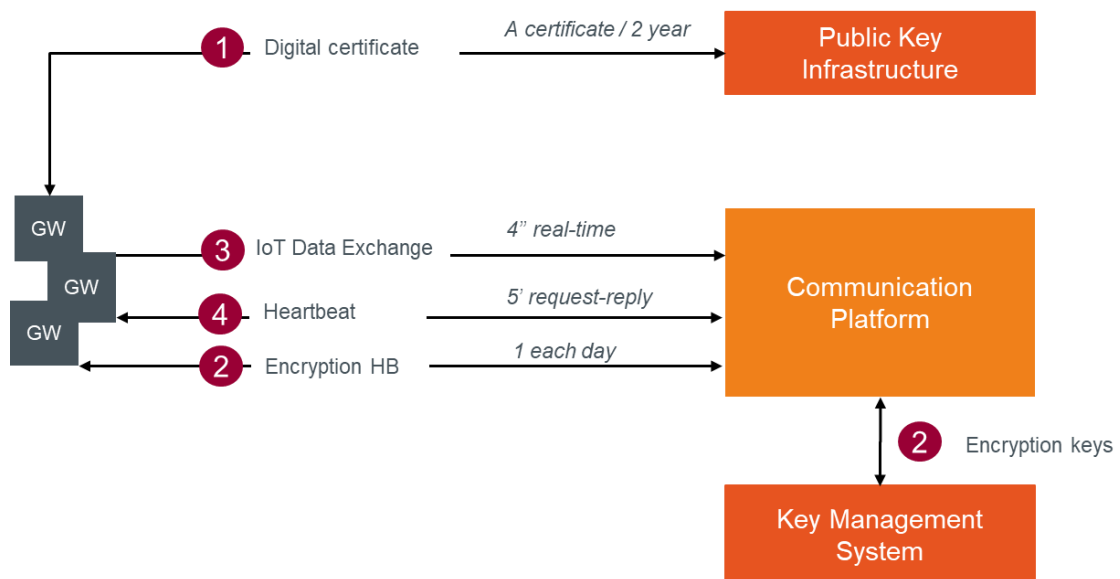 1 Digital certificate
A certificate / 2 year
Public Key
Infrastructure
GW
GW
GW
3 IoT Data Exchange
4” real-time
4 Heartbeat
5’ request-reply
2 Encryption HB
1 each day
Communication
Platform
2 Encryption keys
Key Management
System